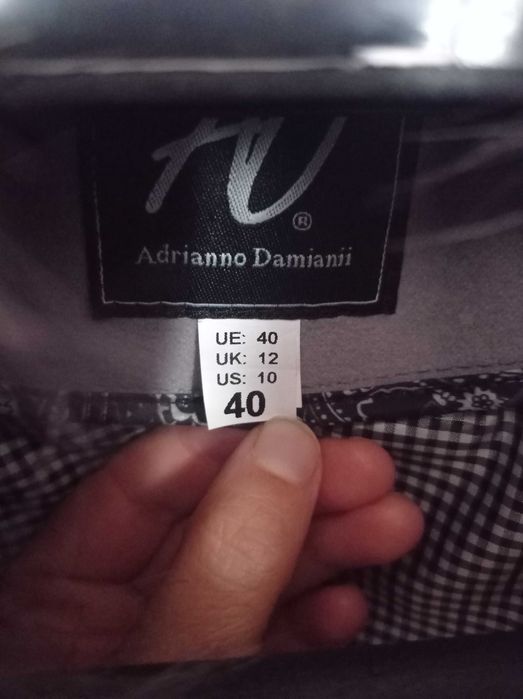 AD
®
Adrianno Damianii
UE: 40
UK: 12
US: 10
40